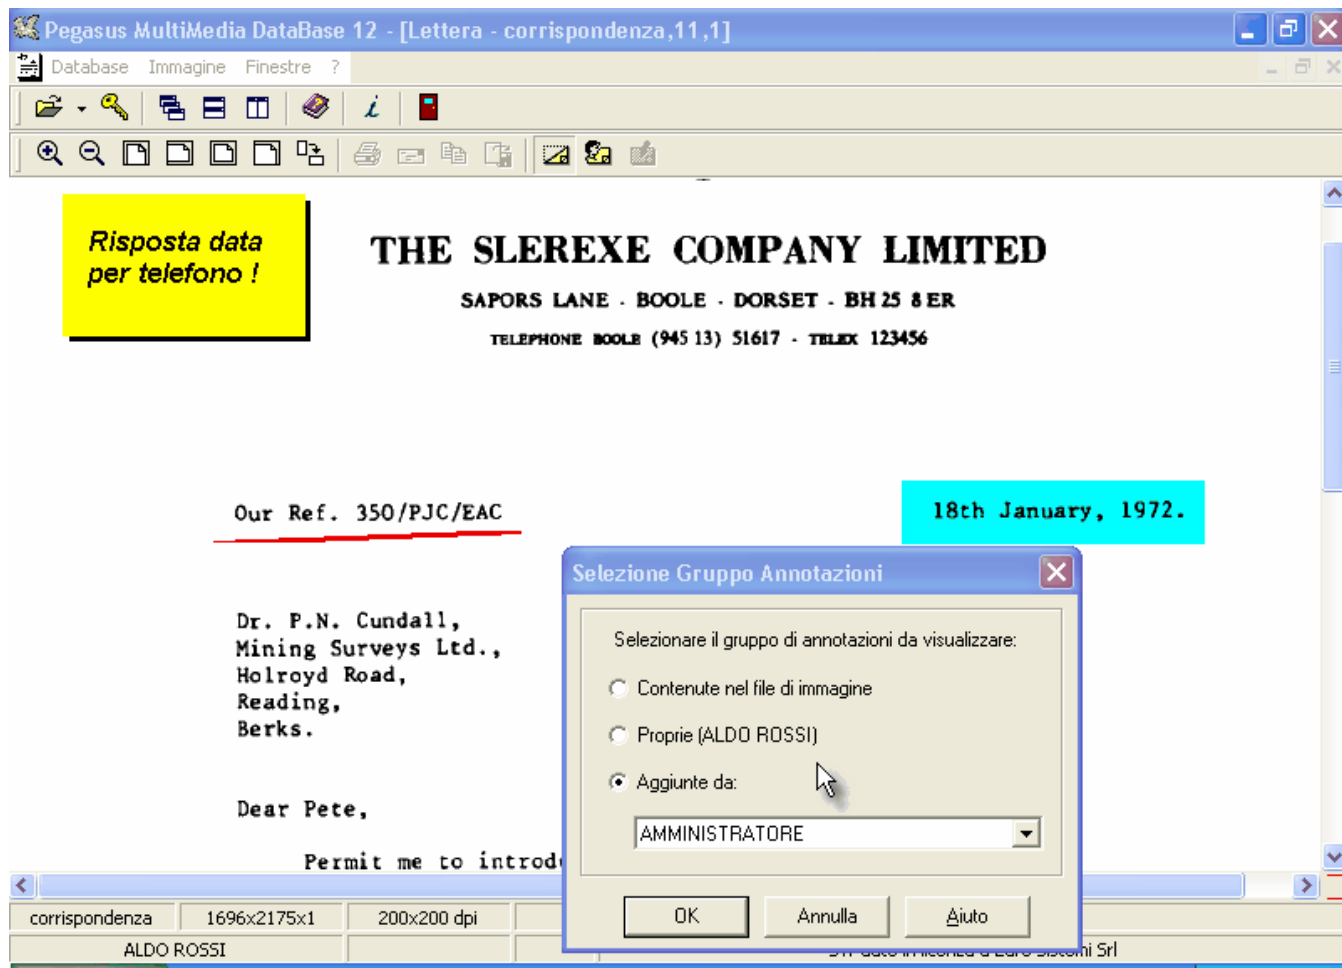 Pegasus MultiMedia DataBase 12 - [Lettera - corrispondenza,11,1]
Database Immagine Finestre ?
Risposta data
per telefono !
THE SLEREXE COMPANY LIMITED
SAPORS LANE - BOOLE - DORSET - BH 25 8 ER
TELEPHONE BOOLE (945 13) 51617 - TELEX 123456
Our Ref. 350/PJC/EAC
18th January, 1972.
Dr. P.N. Cundall,
Mining Surveys Ltd.,
Holroyd Road,
Reading,
Berks.
Dear Pete,
Permit me to introd
Selezione Gruppo Annotazioni
Selezionare il gruppo di annotazioni da visualizzare:
Contenute nel file di immagine
Proprie (ALDO ROSSI)
Aggiunte da:
AMMINISTRATORE
OK Annulla Aiuto
corrispondenza 1696x2175x1 200x200 dpi
ALDO ROSSI